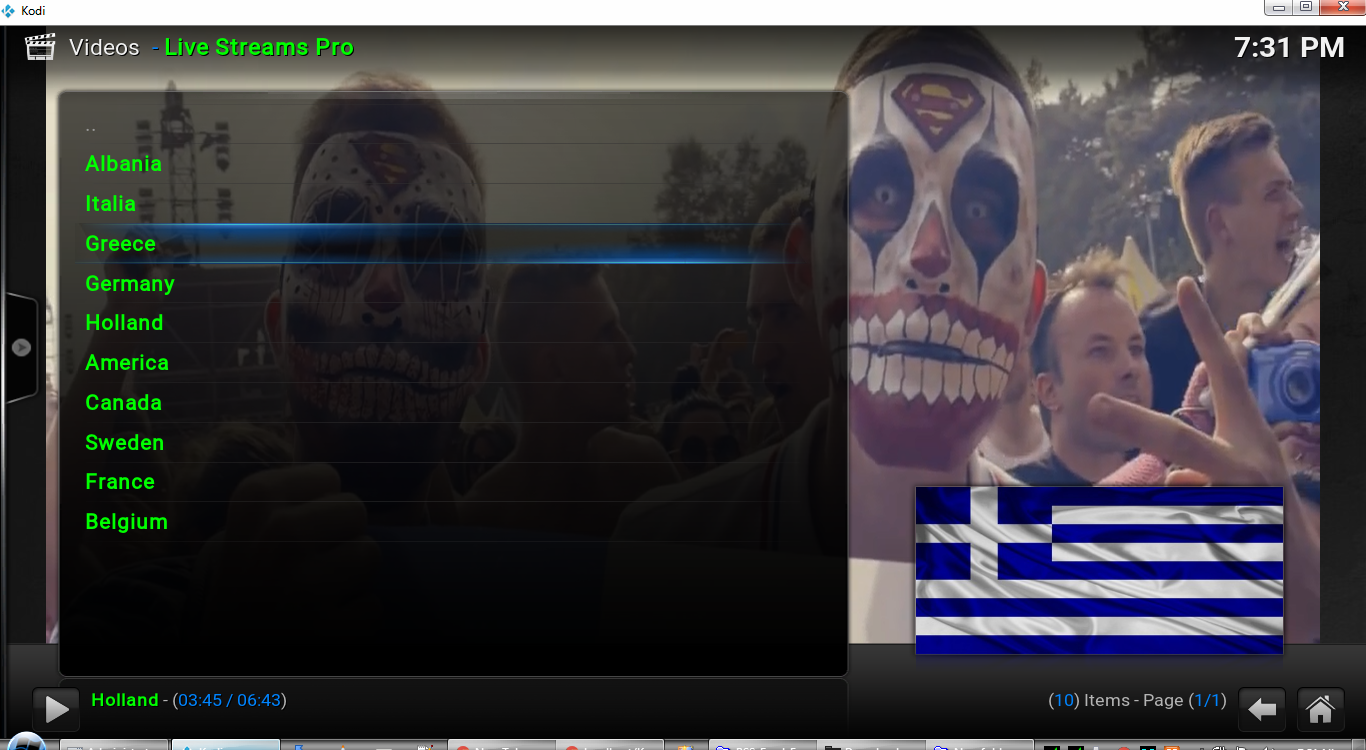 Kodi
Videos - Live Streams Pro
7:31 PM
..
Albania
Italia
Greece
Germany
Holland
America
Canada
Sweden
France
Belgium
Holland - (03:45 / 06:43)
(10) Items - Page (1/1)